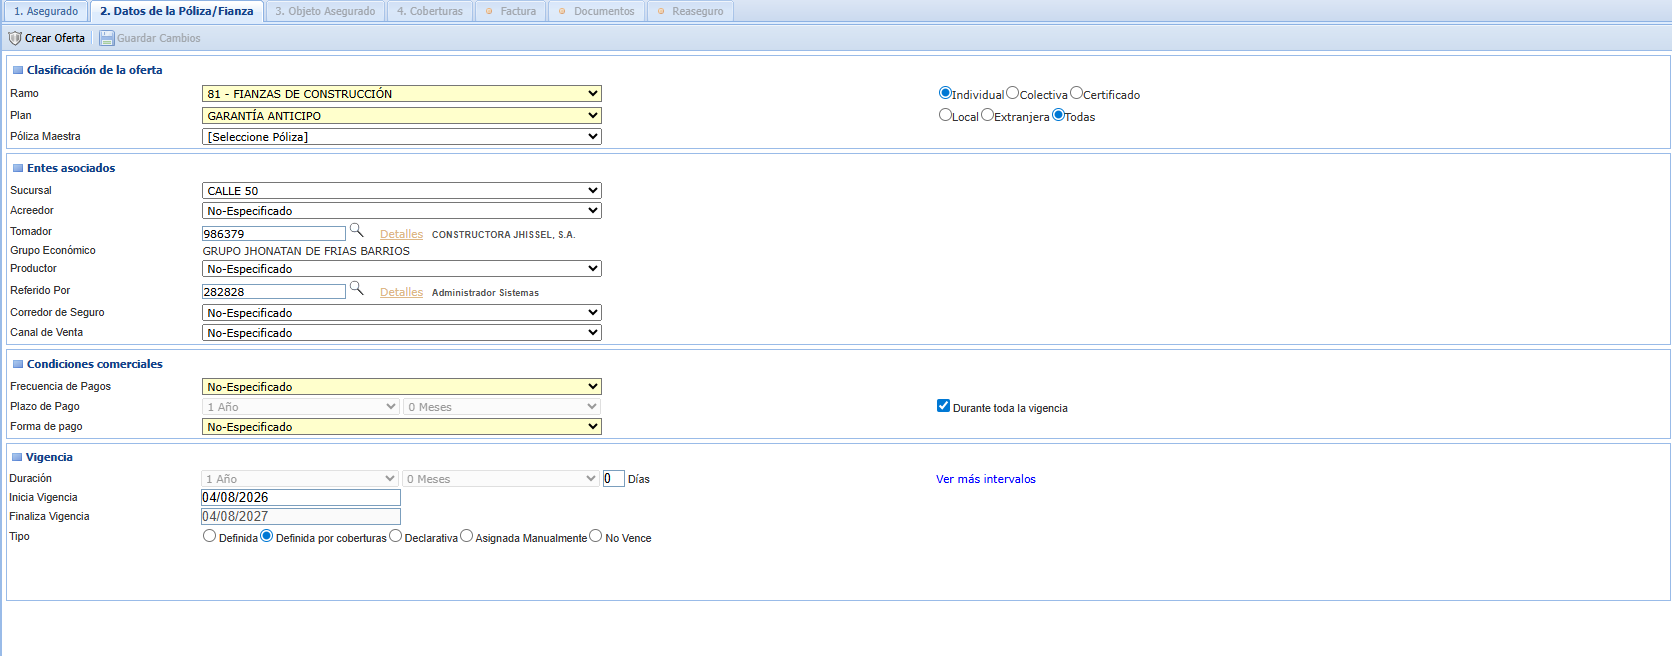 1. Asegurado 2. Datos de la Póliza/Fianza 3. Objeto Asegurado 4. Coberturas Factura Documentos Reaseguro
Crear Oferta Guardar Cambios
Clasificación de la oferta
Ramo 81 - FIANZAS DE CONSTRUCCIÓN Individual Colectiva Certificado
Plan GARANTÍA ANTICIPO Local Extranjera Todas
Póliza Maestra [Seleccione Póliza]
Entes asociados
Sucursal CALLE 50
Acreedor No-Especificado
Tomador 986379 Detalles CONSTRUCTORA JHISSEL, S.A.
Grupo Económico GRUPO JHONATAN DE FRIAS BARRIOS
Productor No-Especificado
Referido Por 282828 Detalles Administrador Sistemas
Corredor de Seguro No-Especificado
Canal de Venta No-Especificado
Condiciones comerciales
Frecuencia de Pagos No-Especificado
Plazo de Pago 1 Año 0 Meses Durante toda la vigencia
Forma de pago No-Especificado
Vigencia
Duración 1 Año 0 Meses 0 Días Ver más intervalos
Inicia Vigencia 04/08/2026
Finaliza Vigencia 04/08/2027
Tipo Definida Definida por coberturas Declarativa Asignada Manualmente No Vence